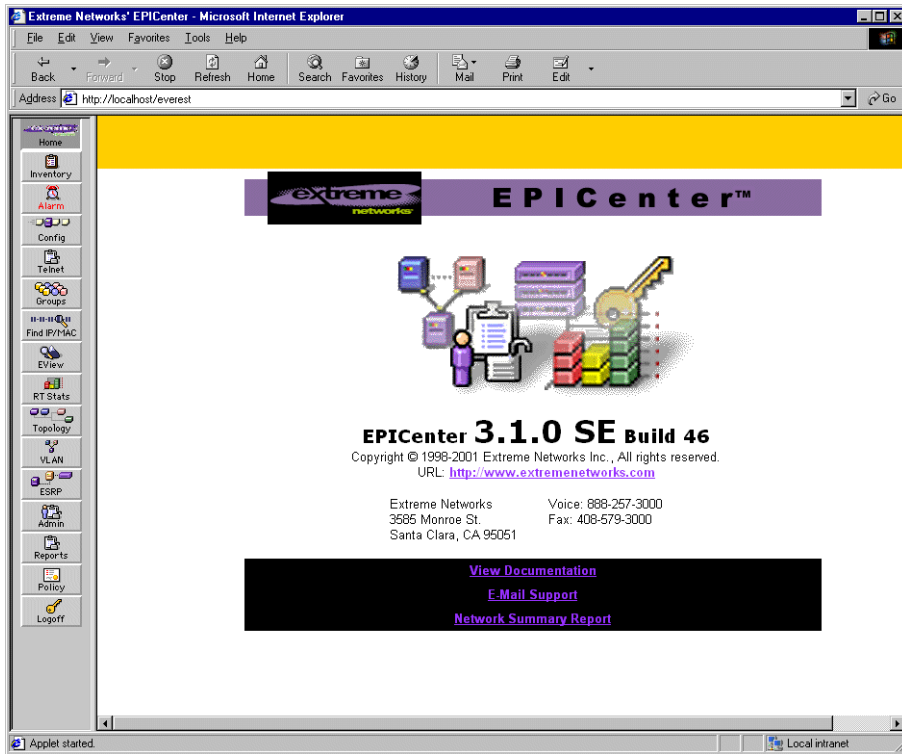 Extreme Networks' EPICenter - Microsoft Internet Explorer
File Edit View Favorites Tools Help
Back Forward Stop Refresh Home Search Favorites History Mail Print Edit
Address http://localhost/everest Go
Home
Inventory
Alarm
Config
Telnet
Groups
Find IP/MAC
EView
RT Stats
Topology
VLAN
ESRP
Admin
Reports
Policy
Logoff
extreme networks EPICenter™
EPICenter 3.1.0 SE Build 46
Copyright © 1998-2001 Extreme Networks Inc., All rights reserved.
URL: http://www.extremenetworks.com
Extreme Networks Voice: 888-257-3000
3585 Monroe St. Fax: 408-579-3000
Santa Clara, CA 95051
View Documentation
E-Mail Support
Network Summary Report
Applet started. Local intranet